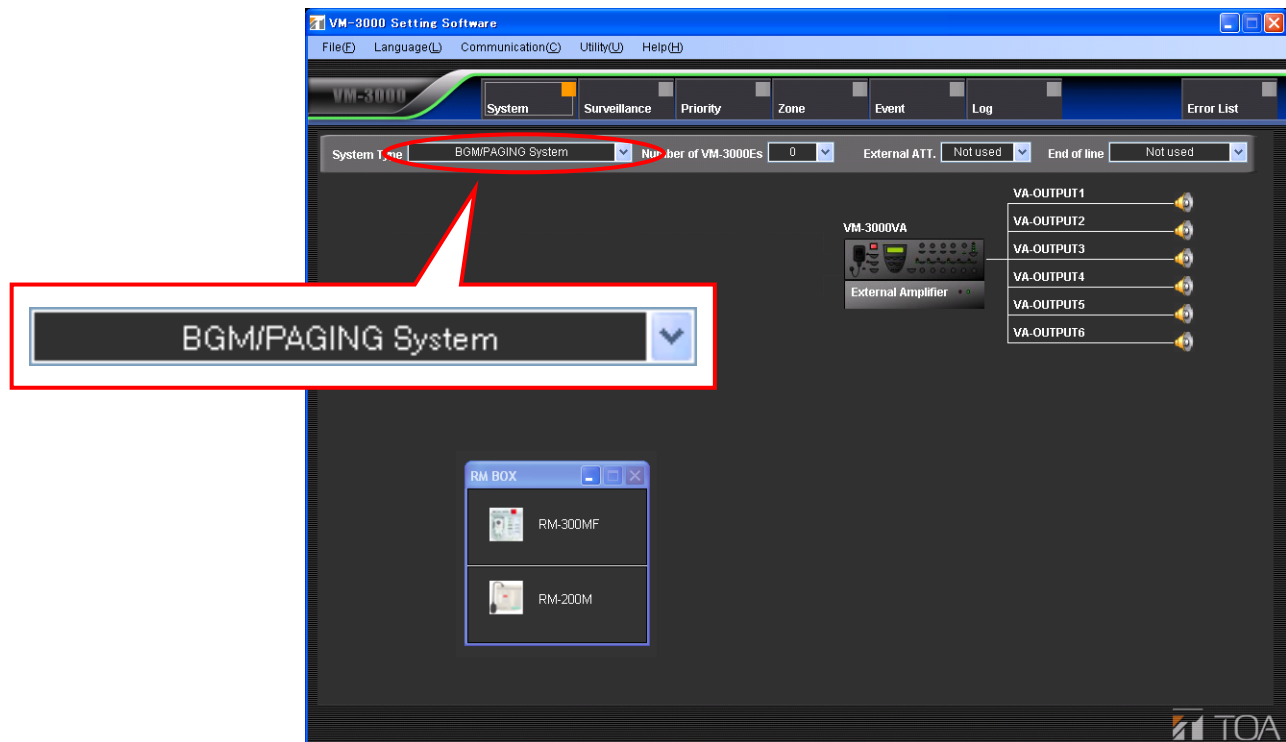 VM-3000 Setting Software
File(F) Language(L) Communication(C) Utility(U) Help(H)
VM-3000 System Surveillance Priority Zone Event Log Error List
System Type BGM/PAGING System Number of VM-3000Es 0 External ATT. Not used End of line Not used
VA-OUTPUT1
VM-3000VA VA-OUTPUT2
VA-OUTPUT3
VA-OUTPUT4
External Amplifier
VA-OUTPUT5
VA-OUTPUT6
BGM/PAGING System
RM BOX
RM-300MF
RM-200M
TOA